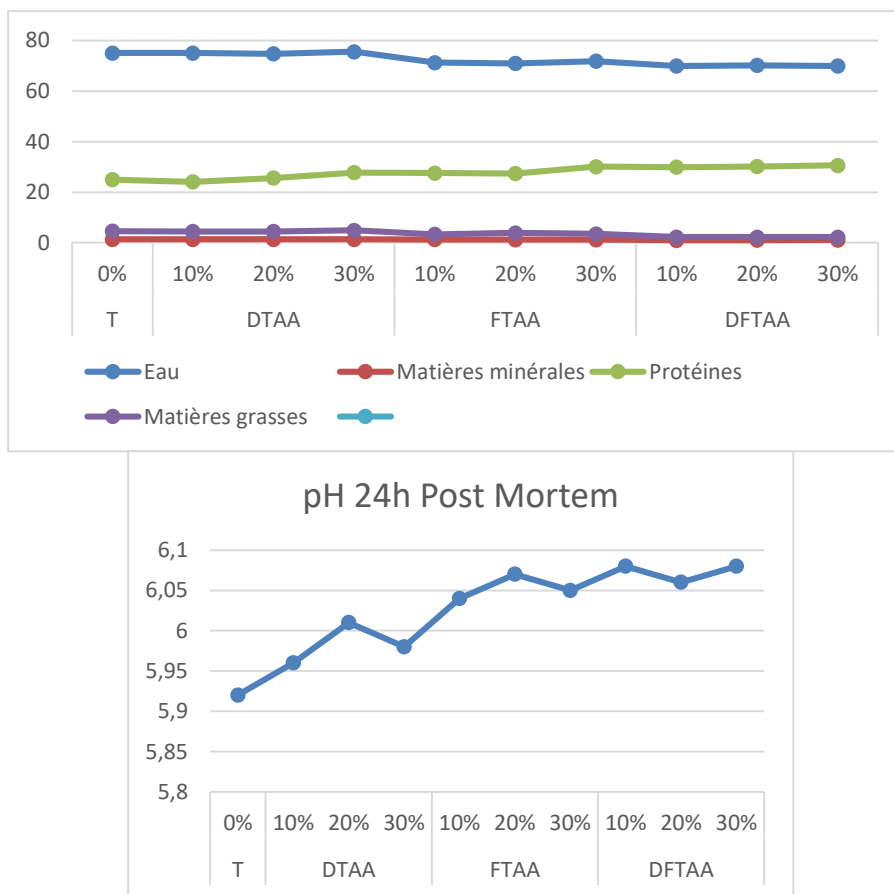 80
60
40
20
0
0% 10% 20% 30% 10% 20% 30% 10% 20% 30%
T DTAA FTAA DFTAA
Eau Matières minérales Protéines
Matières grasses
pH 24h Post Mortem
6,1
6,05
6
5,95
5,9
5,85
5,8
0% 10% 20% 30% 10% 20% 30% 10% 20% 30%
T DTAA FTAA DFTAA